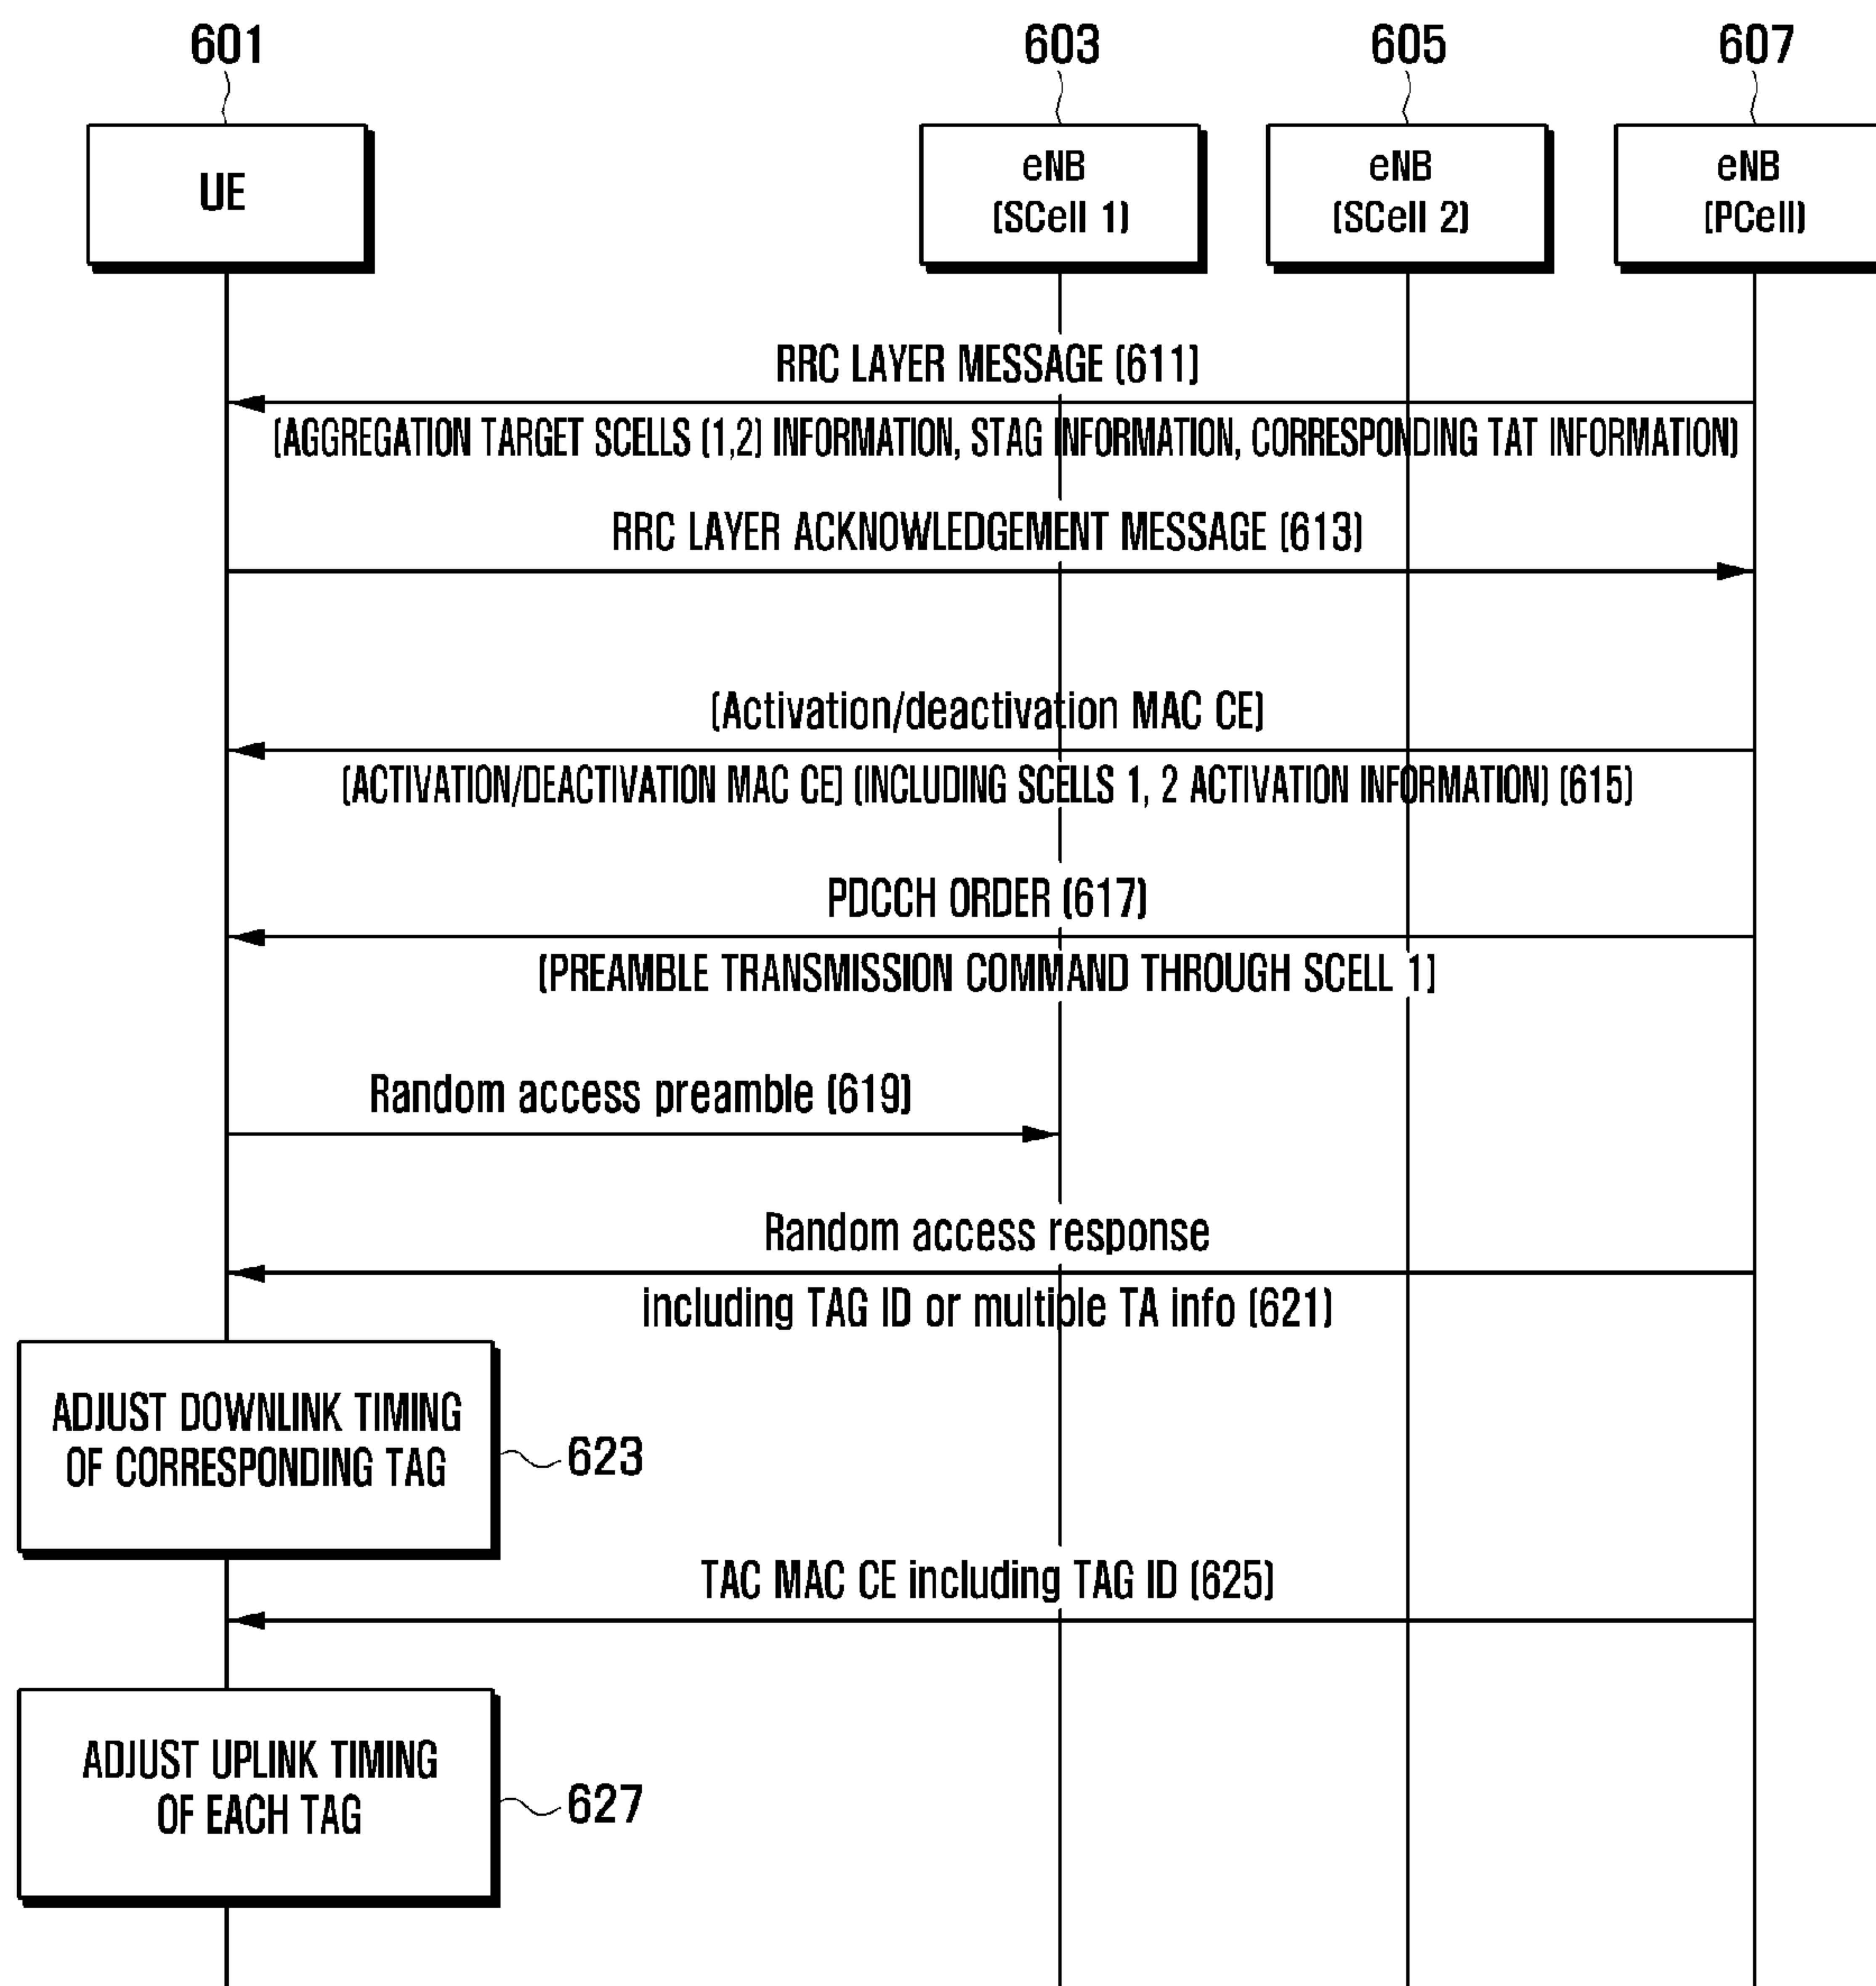 601
603
605
607
UE
eNB
(SCell 1)
eNB
(SCell 2)
eNB
(PCell)
RRC LAYER MESSAGE (611)
(AGGREGATION TARGET SCELLS (1,2) INFORMATION, STAG INFORMATION, CORRESPONDING TAT INFORMATION)
RRC LAYER ACKNOWLEDGEMENT MESSAGE (613)
(Activation/deactivation MAC CE)
(ACTIVATION/DEACTIVATION MAC CE) (INCLUDING SCELLS 1, 2 ACTIVATION INFORMATION) (615)
PDCCH ORDER (617)
(PREAMBLE TRANSMISSION COMMAND THROUGH SCELL 1)
Random access preamble (619)
Random access response
including TAG ID or multiple TA info (621)
ADJUST DOWNLINK TIMING
OF CORRESPONDING TAG
623
TAC MAC CE including TAG ID (625)
ADJUST UPLINK TIMING
OF EACH TAG
627